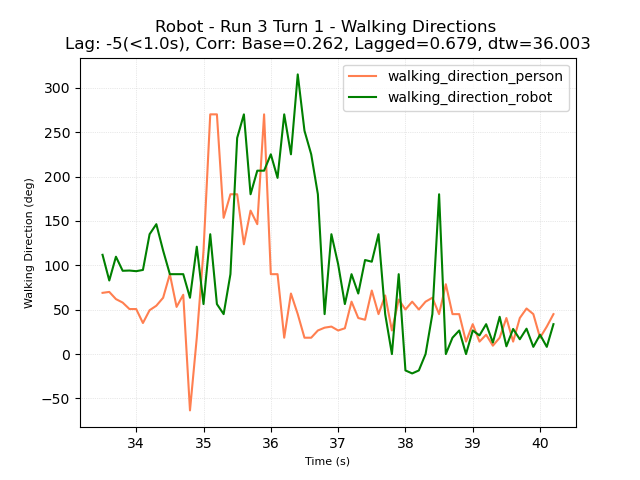 Robot - Run 3 Turn 1 - Walking Directions
Lag: -5(<1.0s), Corr: Base=0.262, Lagged=0.679, dtw=36.003
walking_direction_person
walking_direction_robot
Walking Direction (deg)
300
250
200
150
100
50
0
−50
34 35 36 37 38 39 40
Time (s)